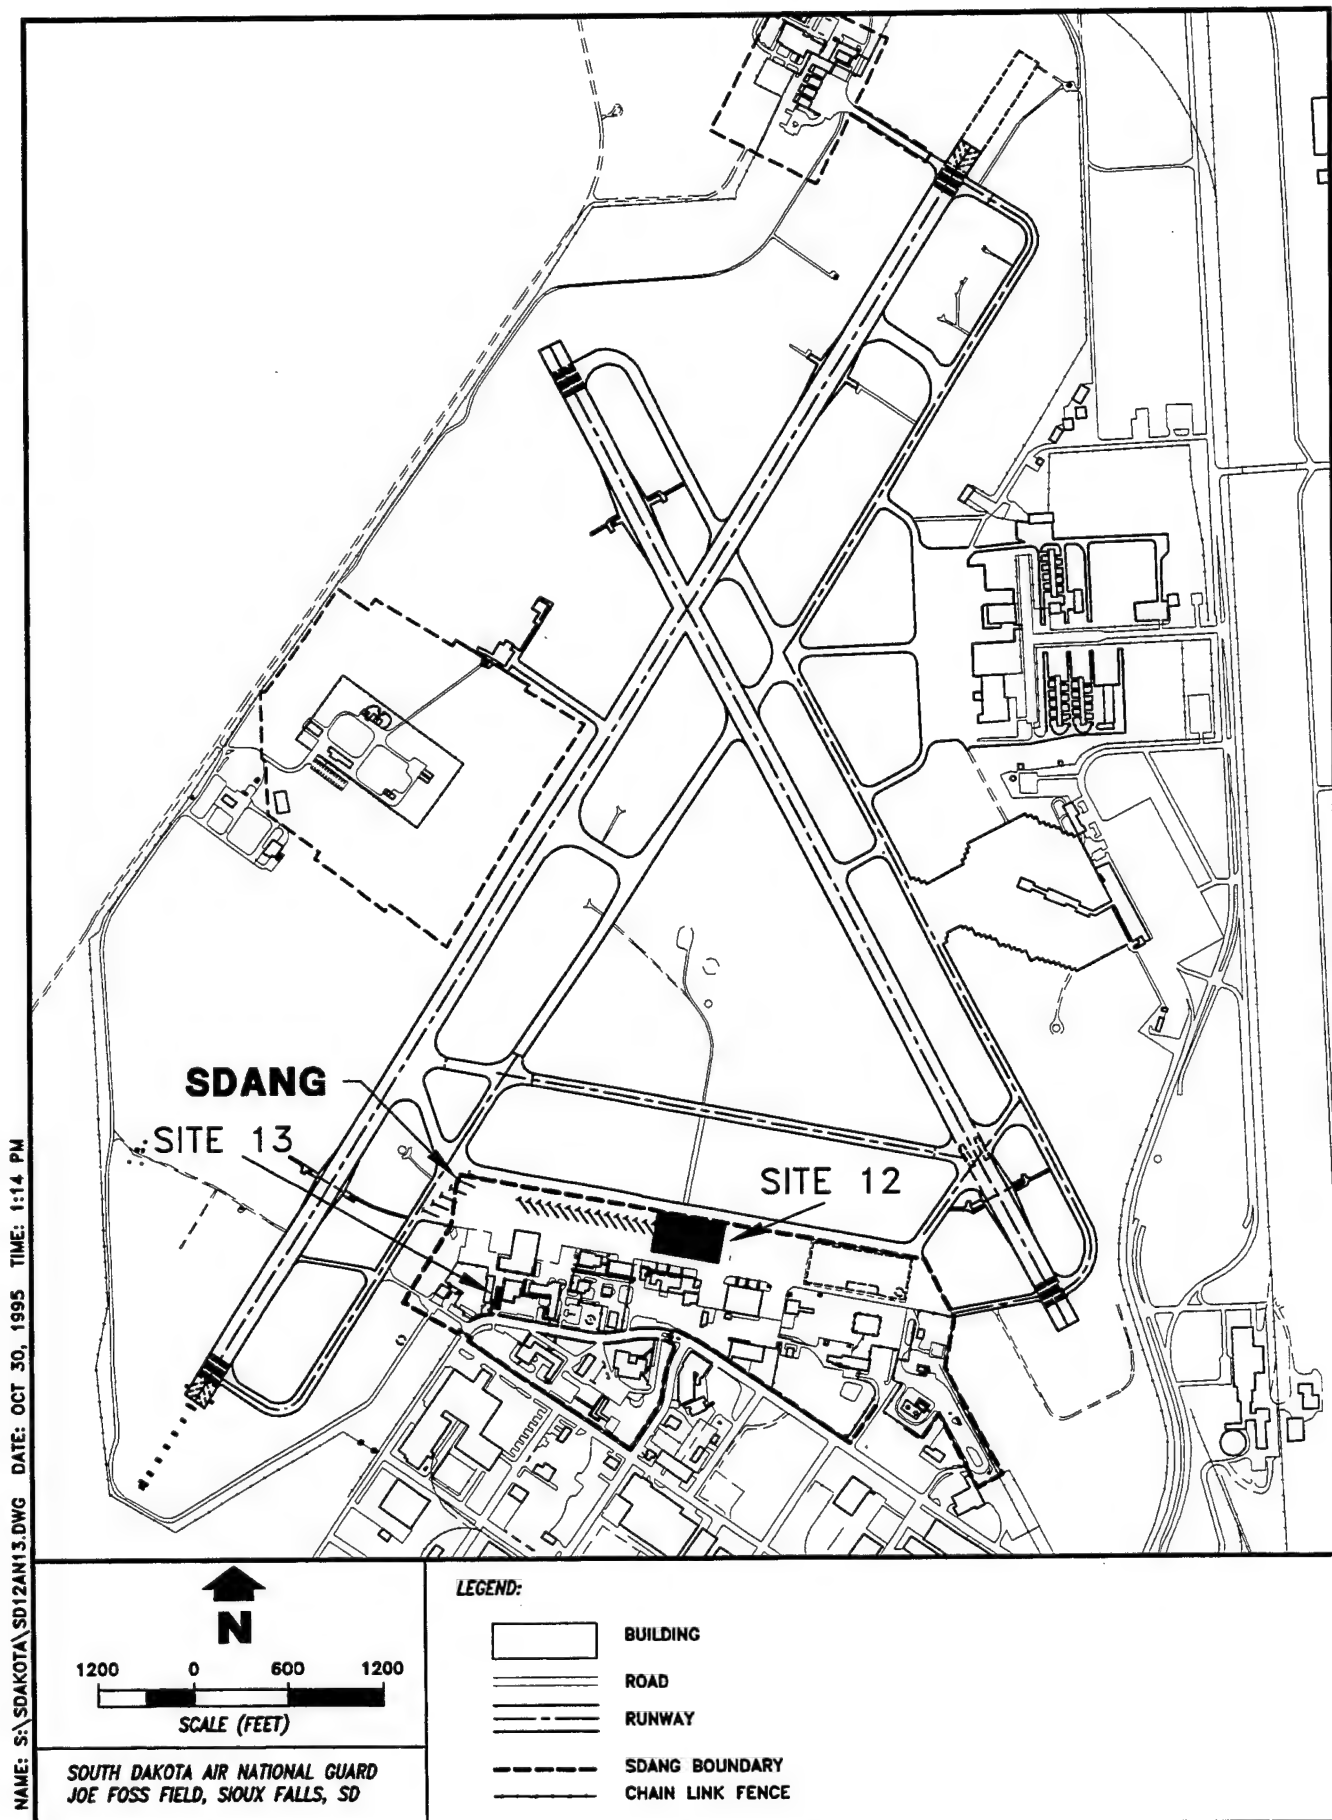 SDANG
SITE 13
SITE 12
NAME: S:\SDAKOTA\SD12AN13.DWG DATE: OCT 30, 1995 TIME: 1:14 PM
N
1200 0 600 1200
SCALE (FEET)
SOUTH DAKOTA AIR NATIONAL GUARD
JOE FOSS FIELD, SIOUX FALLS, SD
LEGEND:
BUILDING
ROAD
RUNWAY
SDANG BOUNDARY
CHAIN LINK FENCE